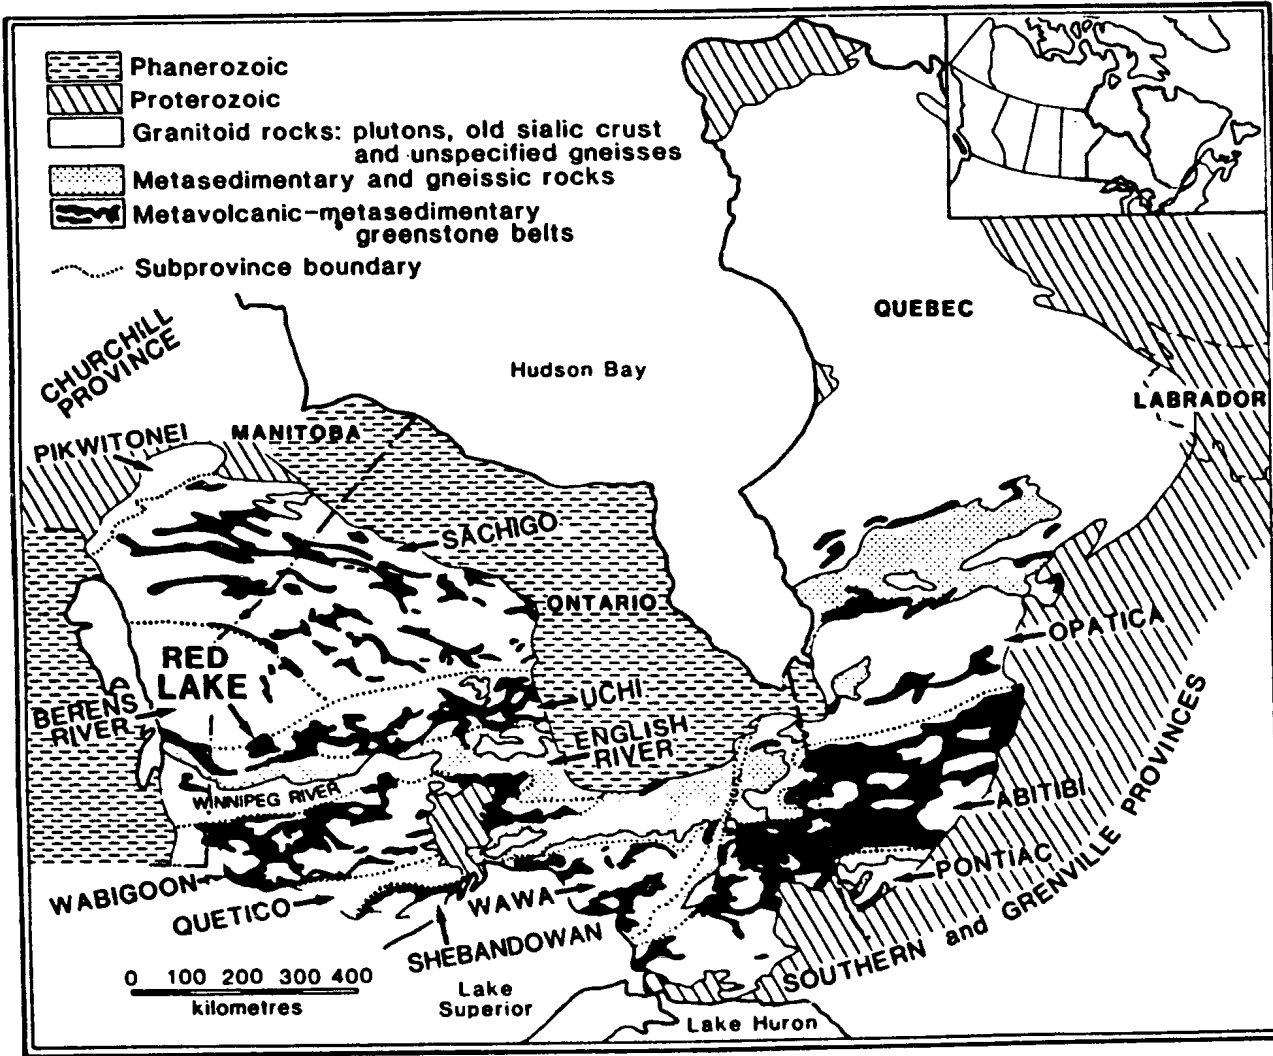 Phanerozoic
Proterozoic
Granitoid rocks: plutons, old sialic crust
and unspecified gneisses
Metasedimentary and gneissic rocks
Metavolcanic-metasedimentary
greenstone belts
Subprovince boundary
QUEBEC
CHURCHILL
PROVINCE
Hudson Bay
LABRADOR
MANITOBA
PIKWITONEI
SACHIGO
ONTARIO
OPATICA
RED
LAKE
UCHI
BERENS
RIVER
ENGLISH
RIVER
WINNIPEG RIVER
ABITIBI
PONTIAC
WABIGOON
QUETICO
WAWA
SHEBANDOWAN
SOUTHERN and GRENVILLE PROVINCES
0 100 200 300 400
kilometres
Lake
Superior
Lake Huron